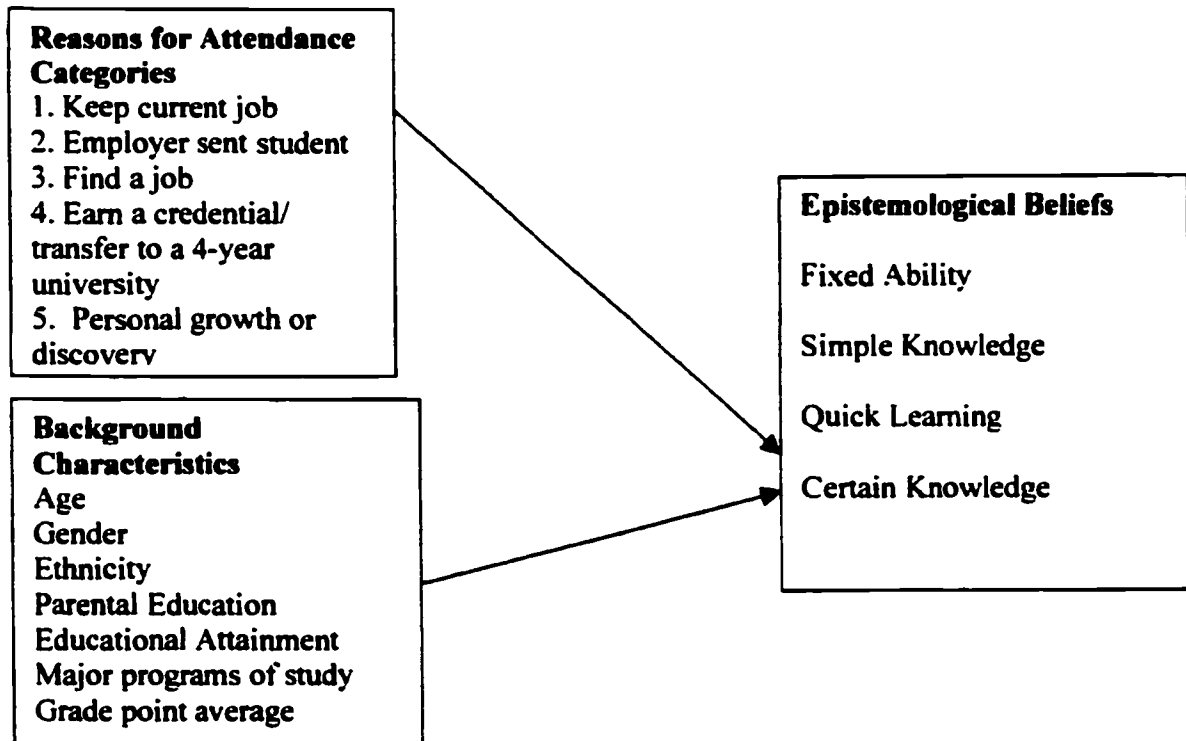 Reasons for Attendance
Categories
1. Keep current job
2. Employer sent student
3. Find a job
4. Earn a credential/
transfer to a 4-year
university
5. Personal growth or
discovery
Background
Characteristics
Age
Gender
Ethnicity
Parental Education
Educational Attainment
Major programs of study
Grade point average
Epistemological Beliefs
Fixed Ability
Simple Knowledge
Quick Learning
Certain Knowledge